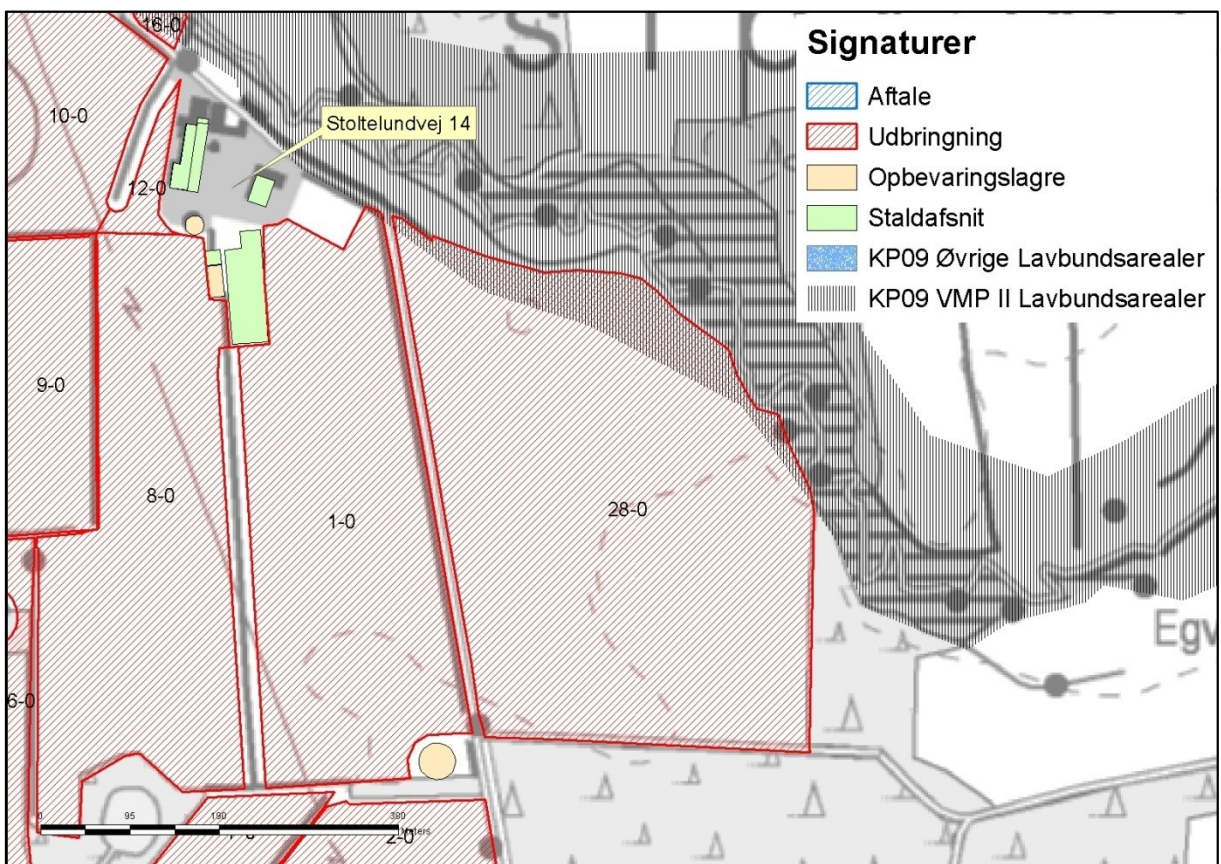 16-0
10-0
Stoltelundvej 14
12-0
Signaturer
Aftale
Udbringning
Opbevaringslagre
Staldafsnit
KP09 Øvrige Lavbundsarealer
KP09 VMP II Lavbundsarealer
9-0
8-0
1-0
28-0
6-0
Egv
0 95 190 380
Meters
2-0